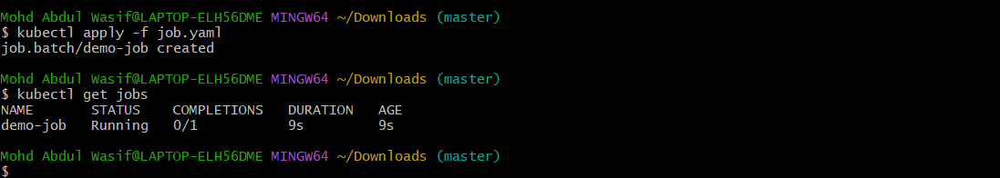 Mohd Abdul Wasif@LAPTOP-ELH56DME MINGW64 ~/Downloads (master)
$ kubectl apply -f job.yaml
job.batch/demo-job created
Mohd Abdul Wasif@LAPTOP-ELH56DME MINGW64 ~/Downloads (master)
$ kubectl get jobs
NAME       STATUS    COMPLETIONS   DURATION   AGE
demo-job   Running   0/1           9s         9s
Mohd Abdul Wasif@LAPTOP-ELH56DME MINGW64 ~/Downloads (master)
$